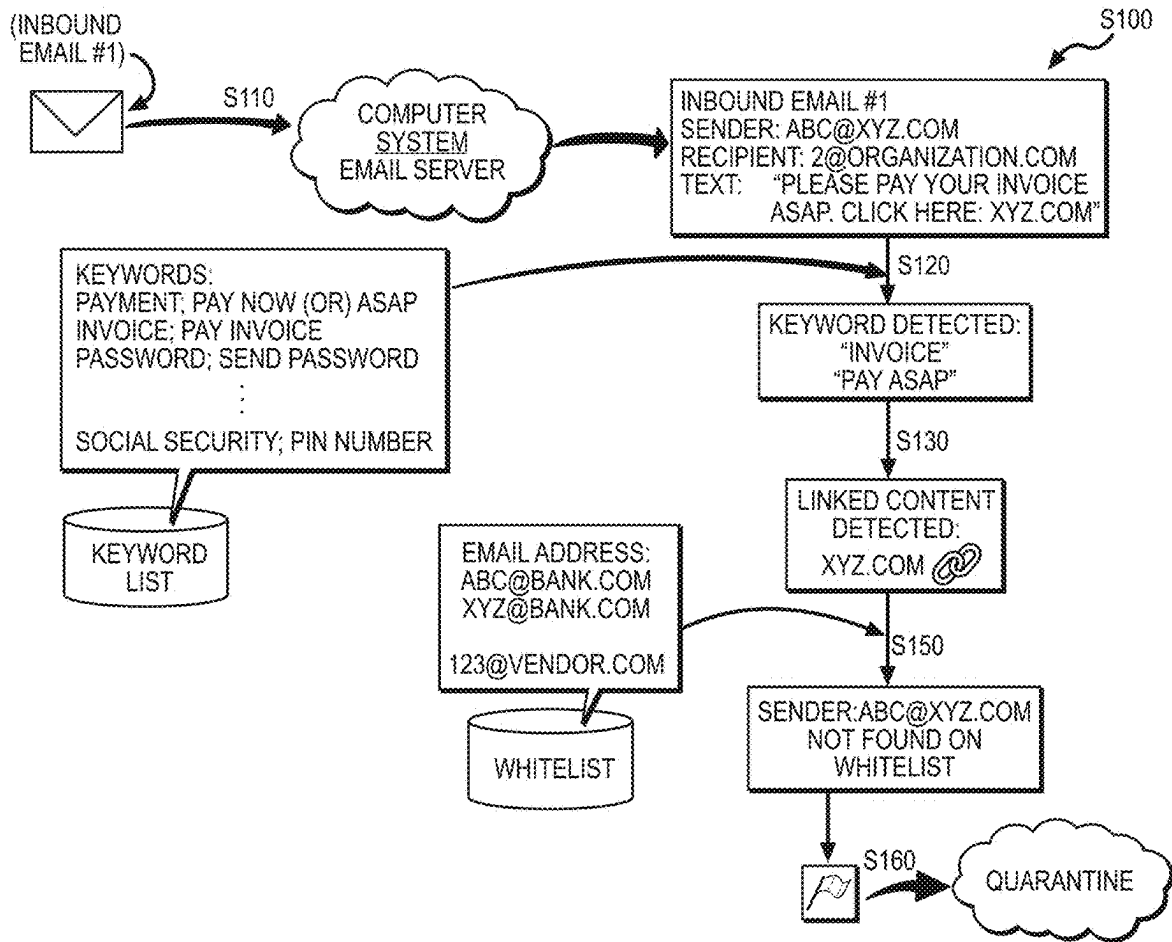 (INBOUND
EMAIL #1)
S110
COMPUTER
SYSTEM
EMAIL SERVER
S100
INBOUND EMAIL #1
SENDER: ABC@XYZ.COM
RECIPIENT: 2@ORGANIZATION.COM
TEXT: "PLEASE PAY YOUR INVOICE
ASAP. CLICK HERE: XYZ.COM"
S120
KEYWORDS:
PAYMENT; PAY NOW (OR) ASAP
INVOICE; PAY INVOICE
PASSWORD; SEND PASSWORD
SOCIAL SECURITY; PIN NUMBER
KEYWORD
LIST
KEYWORD DETECTED:
"INVOICE"
"PAY ASAP"
S130
LINKED CONTENT
DETECTED:
XYZ.COM
EMAIL ADDRESS:
ABC@BANK.COM
XYZ@BANK.COM
123@VENDOR.COM
WHITELIST
S150
SENDER:ABC@XYZ.COM
NOT FOUND ON
WHITELIST
S160
QUARANTINE